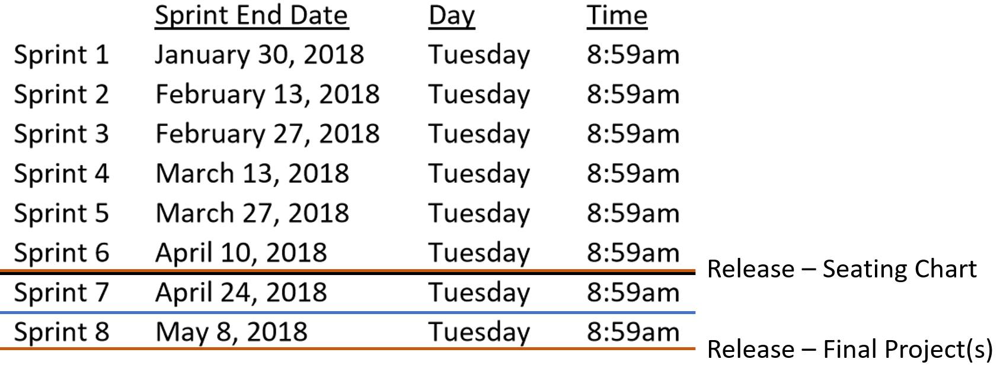 Sprint End Date Day Time
Sprint 1 January 30, 2018 Tuesday 8:59am
Sprint 2 February 13, 2018 Tuesday 8:59am
Sprint 3 February 27, 2018 Tuesday 8:59am
Sprint 4 March 13, 2018 Tuesday 8:59am
Sprint 5 March 27, 2018 Tuesday 8:59am
Sprint 6 April 10, 2018 Tuesday 8:59am
Release – Seating Chart
Sprint 7 April 24, 2018 Tuesday 8:59am
Sprint 8 May 8, 2018 Tuesday 8:59am
Release – Final Project(s)